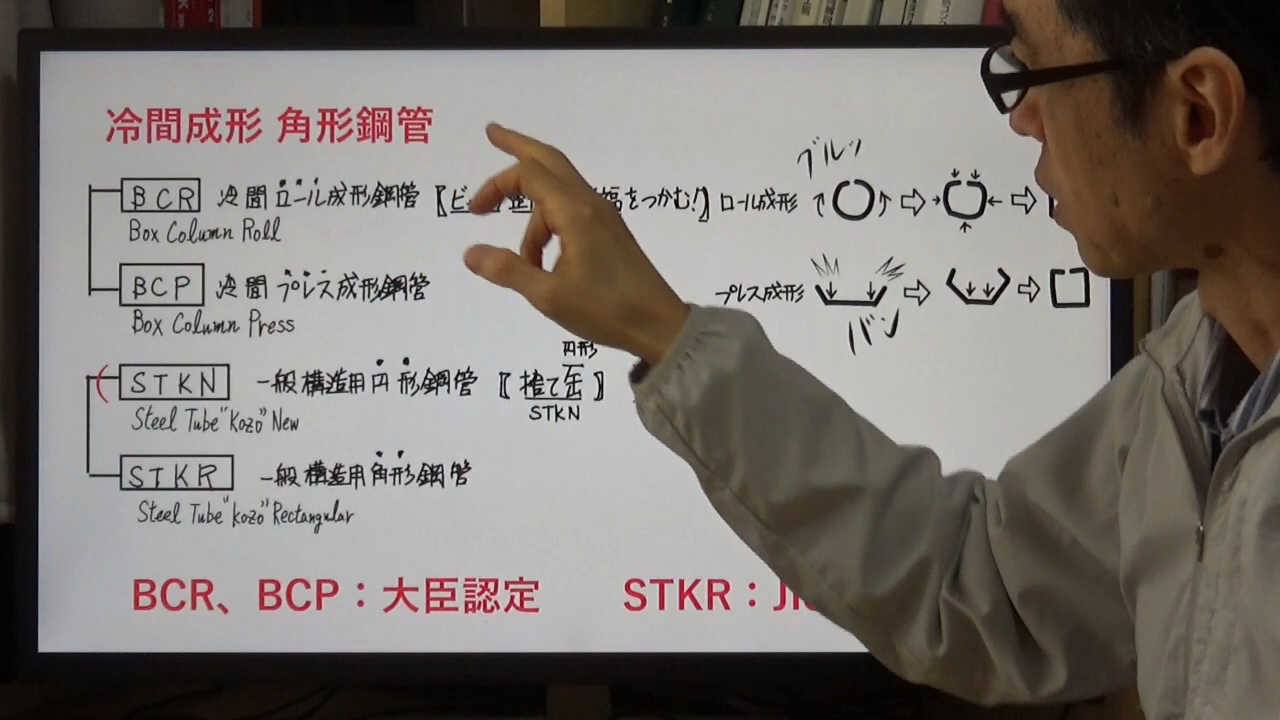 冷間成形 角形鋼管
BCR 冷間ロール成形鋼管 〖ビ をつかむ!〗 ロール成形
ブルッ
Box Column Roll
BCP 冷間プレス成形鋼管 プレス成形
バン
Box Column Press
円形
STKN 一般構造用円形鋼管 〖捨て缶〗
STKN
Steel Tube "Kozo" New
STKR 一般構造用角形鋼管
Steel Tube "Kozo" Rectangular
BCR、BCP：大臣認定 STKR：JIS